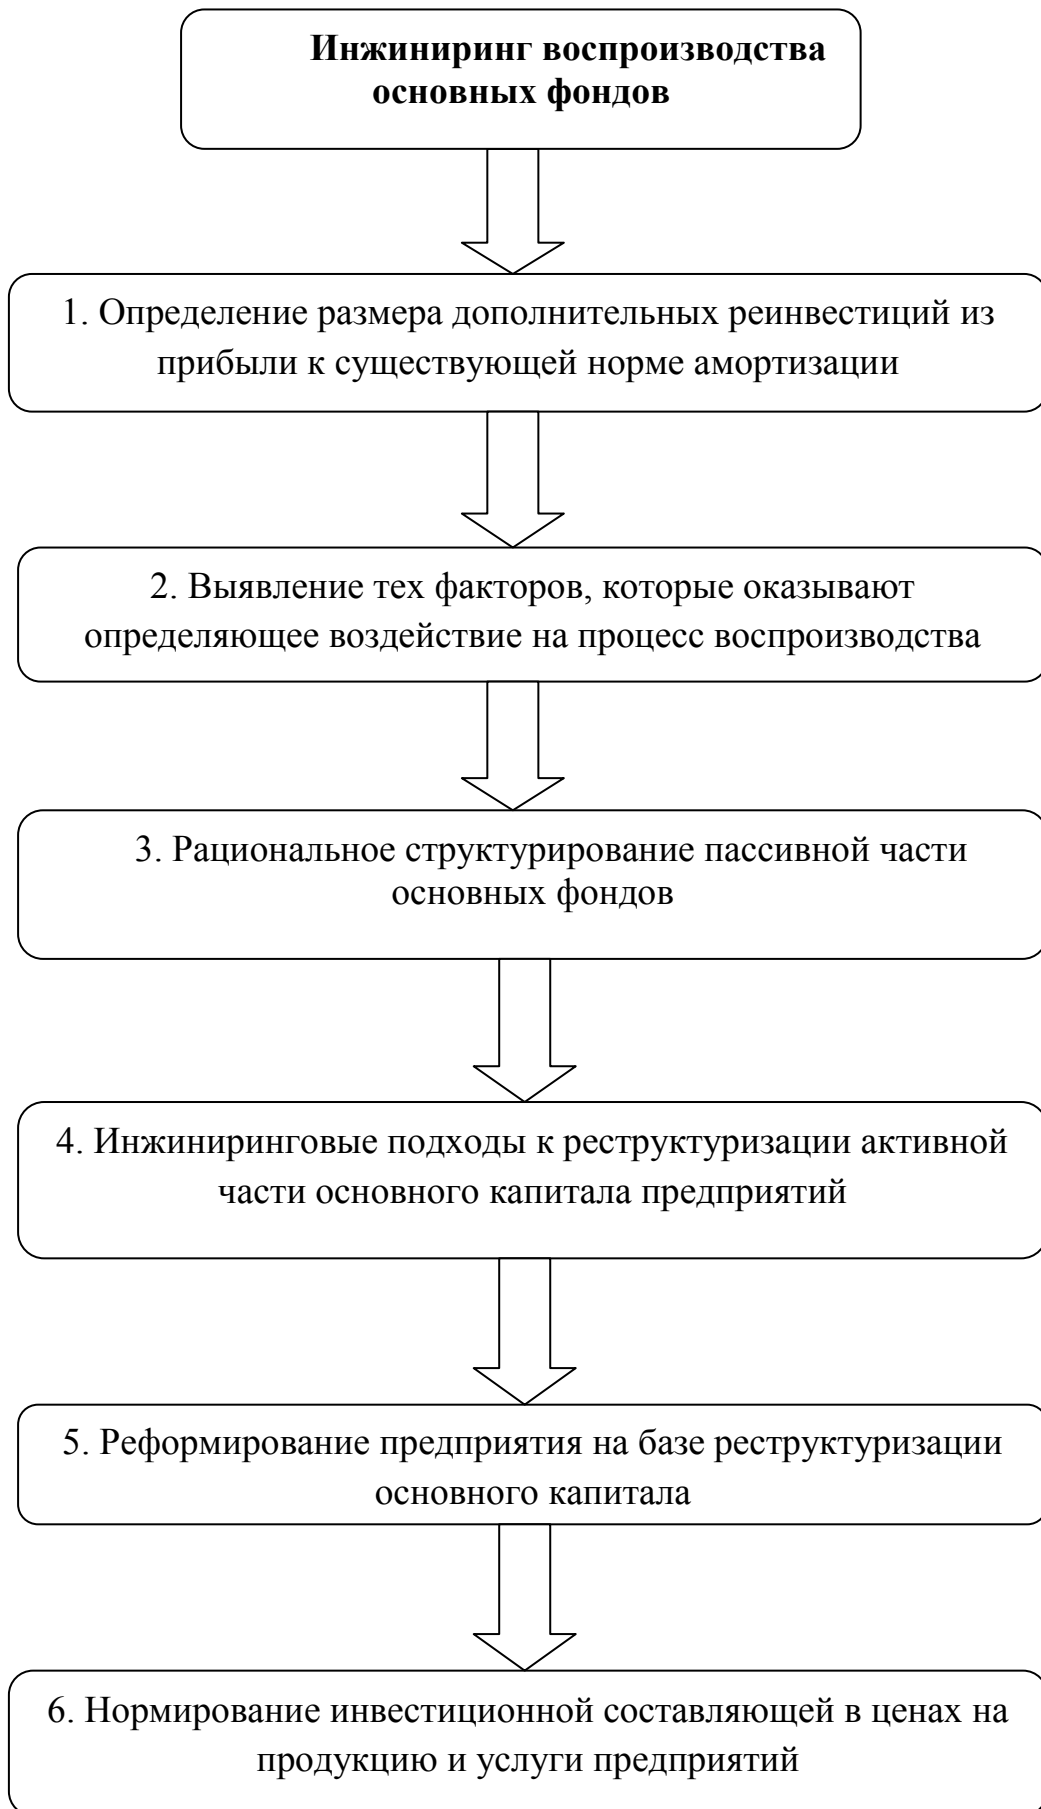 Инжиниринг воспроизводства
основных фондов
1. Определение размера дополнительных реинвестиций из
прибыли к существующей норме амортизации
2. Выявление тех факторов, которые оказывают
определяющее воздействие на процесс воспроизводства
3. Рациональное структурирование пассивной части
основных фондов
4. Инжиниринговые подходы к реструктуризации активной
части основного капитала предприятий
5. Реформирование предприятия на базе реструктуризации
основного капитала
6. Нормирование инвестиционной составляющей в ценах на
продукцию и услуги предприятий